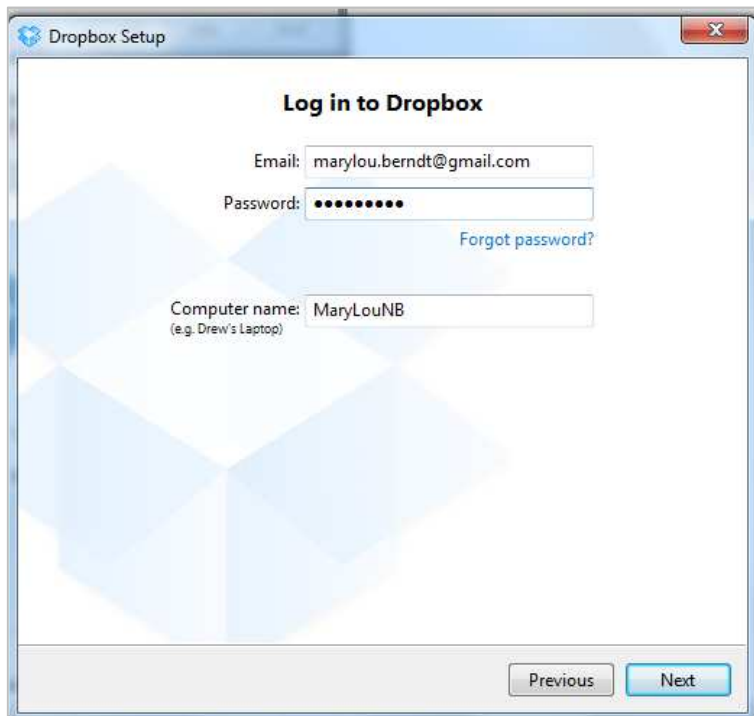 Dropbox Setup
Log in to Dropbox
Email: marylou.berndt@gmail.com
Password: •••••••••
Forgot password?
Computer name: MaryLouNB
(e.g. Drew's Laptop)
Previous Next